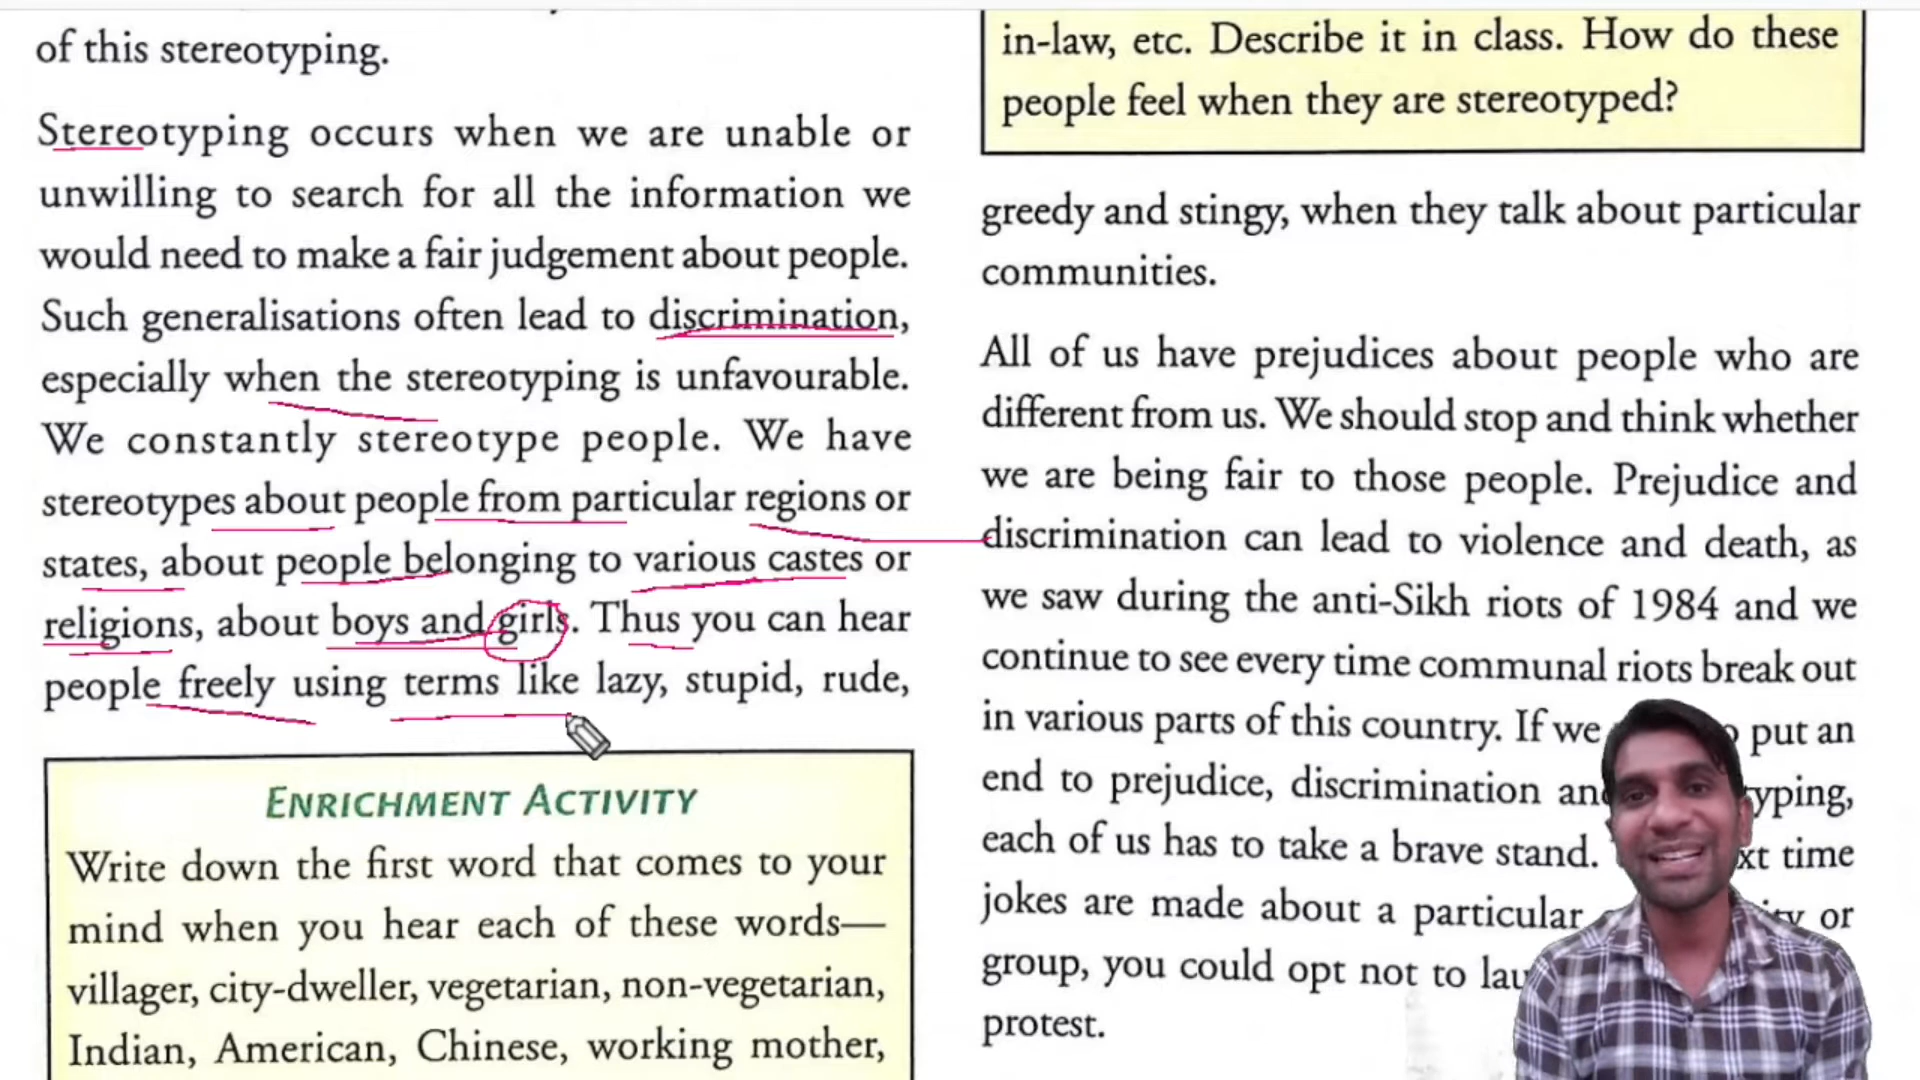 of this stereotyping.
Stereotyping occurs when we are unable or
unwilling to search for all the information we
would need to make a fair judgement about people.
Such generalisations often lead to discrimination,
especially when the stereotyping is unfavourable.
We constantly stereotype people. We have
stereotypes about people from particular regions or
states, about people belonging to various castes or
religions, about boys and girls. Thus you can hear
people freely using terms like lazy, stupid, rude,
ENRICHMENT ACTIVITY
Write down the first word that comes to your
mind when you hear each of these words—
villager, city-dweller, vegetarian, non-vegetarian,
Indian, American, Chinese, working mother,
in-law, etc. Describe it in class. How do these
people feel when they are stereotyped?
greedy and stingy, when they talk about particular
communities.
All of us have prejudices about people who are
different from us. We should stop and think whether
we are being fair to those people. Prejudice and
discrimination can lead to violence and death, as
we saw during the anti-Sikh riots of 1984 and we
continue to see every time communal riots break out
in various parts of this country. If we put an
end to prejudice, discrimination
each of us has to take a brave stand. time
jokes are made about a particular or
group, you could opt not to
protest.